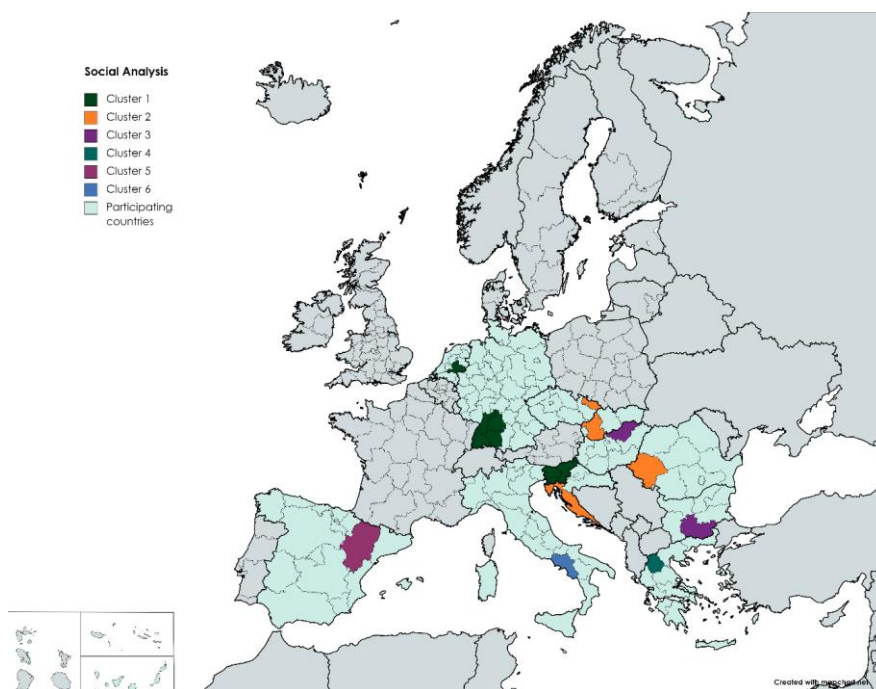 Social Analysis
Cluster 1
Cluster 2
Cluster 3
Cluster 4
Cluster 5
Cluster 6
Participating
countries
Created with mapchart.net